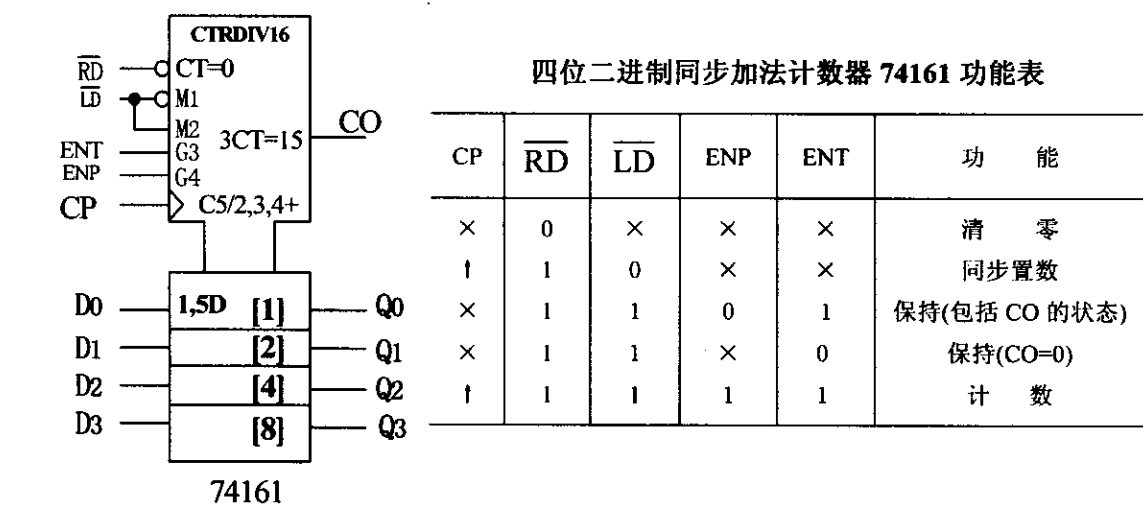 CTRDIV16
RD CT=0
LD M1
M2 3CT=15 CO
ENT G3
ENP G4
CP C5/2,3,4+
D0 1,5D [1] Q0
D1 [2] Q1
D2 [4] Q2
D3 [8] Q3
74161
四位二进制同步加法计数器 74161 功能表
CP RD LD ENP ENT 功 能
× 0 × × × 清 零
↑ 1 0 × × 同步置数
× 1 1 0 1 保持(包括 CO 的状态)
× 1 1 × 0 保持(CO=0)
↑ 1 1 1 1 计 数